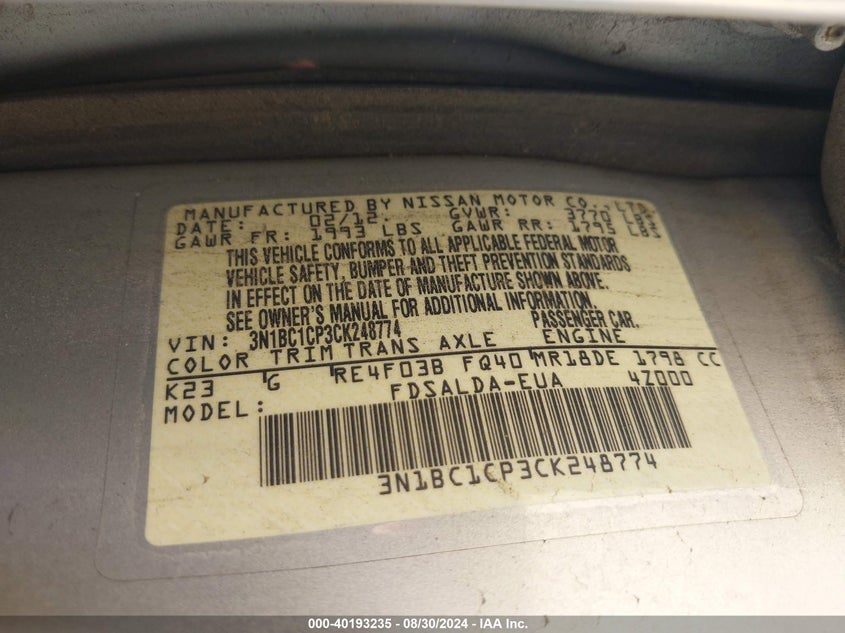 MANUFACTURED BY NISSAN MOTOR CO., LTD.
DATE: 02/12. GVWR: 3770 LBS
GAWR FR: 1993 LBS GAWR RR: 1795 LBS
THIS VEHICLE CONFORMS TO ALL APPLICABLE FEDERAL MOTOR
VEHICLE SAFETY, BUMPER AND THEFT PREVENTION STANDARDS
IN EFFECT ON THE DATE OF MANUFACTURE SHOWN ABOVE.
SEE OWNER'S MANUAL FOR ADDITIONAL INFORMATION.
VIN: 3N1BC1CP3CK248774 PASSENGER CAR.
COLOR TRIM TRANS AXLE ENGINE
K23 G RE4F03B FQ40 MR18DE 1798 CC
MODEL: FDSALDA-EUA 4Z000
3N1BC1CP3CK248774
000-40193235 - 08/30/2024 - IAA Inc.